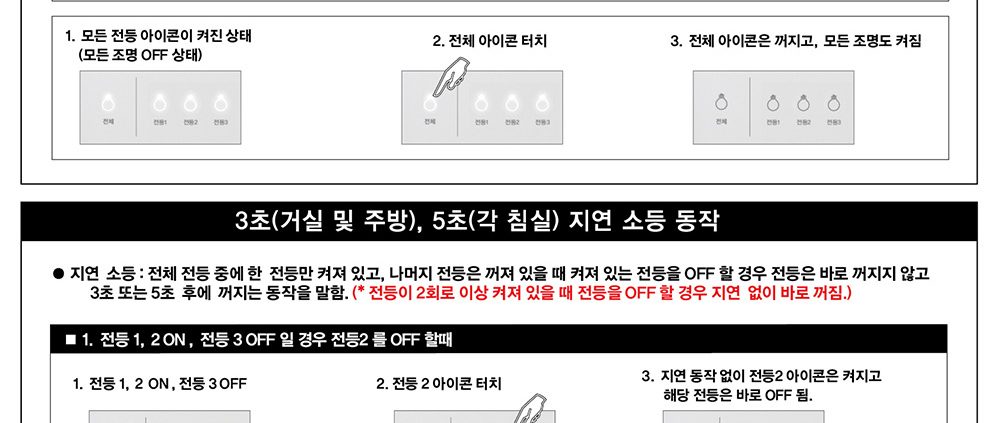 1. 모든 전등 아이콘이 켜진 상태
(모든 조명 OFF 상태)
2. 전체 아이콘 터치
3. 전체 아이콘은 꺼지고, 모든 조명도 켜짐
전체 전등1 전등2 전등3
전체 전등1 전등2 전등3
전체 전등1 전등2 전등3
3초(거실 및 주방), 5초(각 침실) 지연 소등 동작
● 지연 소등 : 전체 전등 중에 한 전등만 켜져 있고, 나머지 전등은 꺼져 있을 때 켜져 있는 전등을 OFF 할 경우 전등은 바로 꺼지지 않고
3초 또는 5초 후에 꺼지는 동작을 말함. (* 전등이 2회로 이상 켜져 있을 때 전등을 OFF 할 경우 지연 없이 바로 꺼짐.)
■ 1. 전등 1, 2 ON , 전등 3 OFF 일 경우 전등2 를 OFF 할때
1. 전등 1, 2 ON , 전등 3 OFF
2. 전등 2 아이콘 터치
3. 지연 동작 없이 전등2 아이콘은 켜지고
해당 전등은 바로 OFF 됨.